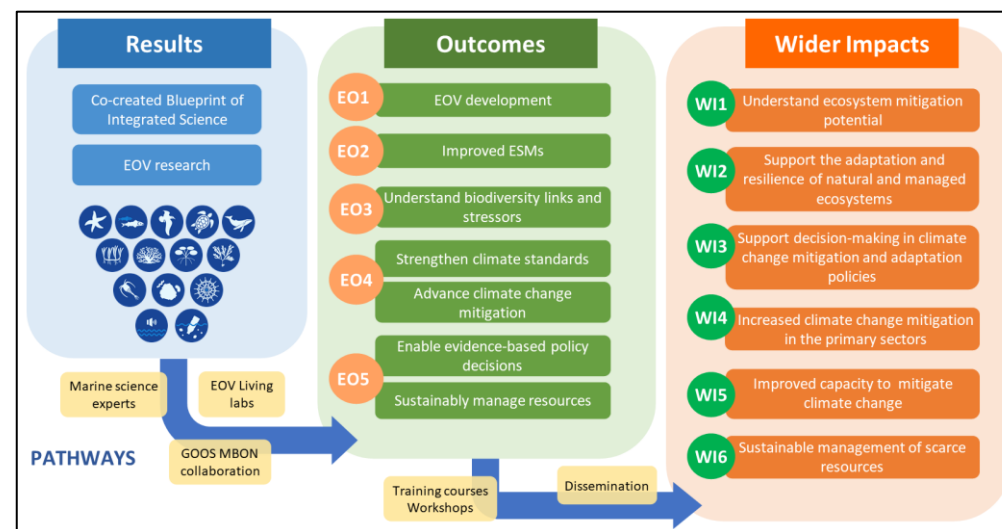 Results
Co-created Blueprint of
Integrated Science
EOV research
Marine science
experts
EOV Living
labs
GOOS MBON
collaboration
PATHWAYS
Outcomes
EO1
EOV development
EO2
Improved ESMs
EO3
Understand biodiversity links and
stressors
EO4
Strengthen climate standards
Advance climate change
mitigation
EO5
Enable evidence-based policy
decisions
Sustainably manage resources
Training courses
Workshops
Dissemination
Wider Impacts
WI1
Understand ecosystem mitigation
potential
WI2
Support the adaptation and
resilience of natural and managed
ecosystems
WI3
Support decision-making in climate
change mitigation and adaptation
policies
WI4
Increased climate change mitigation
in the primary sectors
WI5
Improved capacity to mitigate
climate change
WI6
Sustainable management of scarce
resources